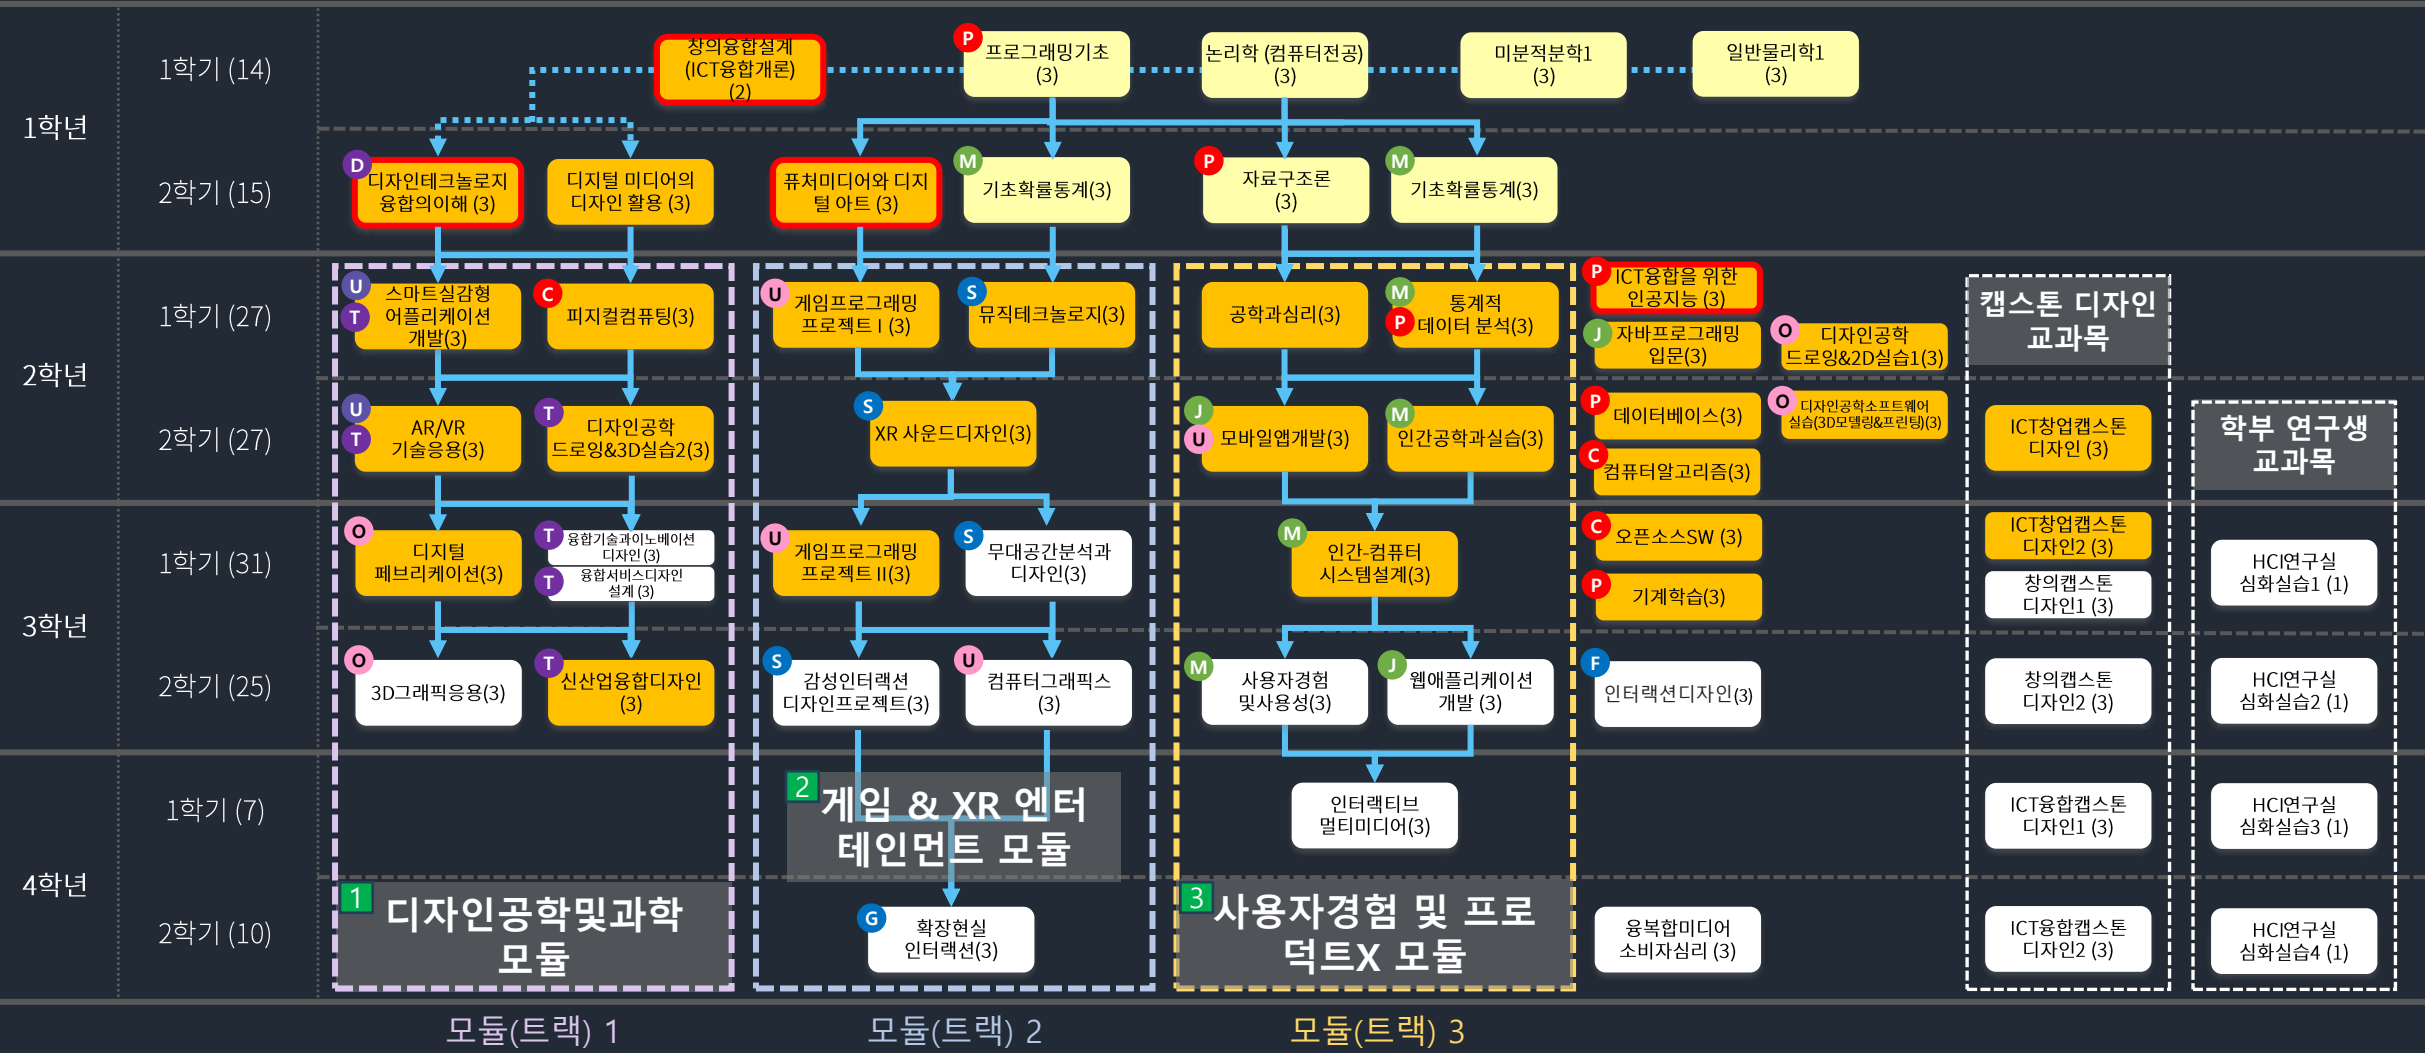 1학년
1학기 (14)
창의융합설계
(ICT융합개론)
(2)
P
프로그래밍기초
(3)
논리학 (컴퓨터전공)
(3)
미분적분학1
(3)
일반물리학1
(3)
2학기 (15)
D
디자인테크놀로지
융합의이해 (3)
디지털 미디어의
디자인 활용 (3)
퓨처미디어와 디지
털 아트 (3)
M
기초확률통계(3)
P
자료구조론
(3)
M
기초확률통계(3)
2학년
1학기 (27)
U
T
스마트실감형
어플리케이션
개발(3)
C
피지컬컴퓨팅(3)
U
게임프로그래밍
프로젝트 I (3)
S
뮤직테크놀로지(3)
공학과심리(3)
M
P
통계적
데이터 분석(3)
P
ICT융합을 위한
인공지능 (3)
J
자바프로그래밍
입문(3)
O
디자인공학
드로잉&2D실습1(3)
캡스톤 디자인
교과목
2학기 (27)
U
T
AR/VR
기술응용(3)
T
디자인공학
드로잉&3D실습2(3)
S
XR 사운드디자인(3)
J
U
모바일앱개발(3)
M
인간공학과실습(3)
P
데이터베이스(3)
O
디자인공학소프트웨어
실습(3D모델링&프린팅)(3)
C
컴퓨터알고리즘(3)
ICT창업캡스톤
디자인 (3)
학부 연구생
교과목
3학년
1학기 (31)
O
디지털
페브리케이션(3)
T
융합기술과이노베이션
디자인 (3)
T
융합서비스디자인
설계 (3)
U
게임프로그래밍
프로젝트 II(3)
S
무대공간분석과
디자인(3)
M
인간-컴퓨터
시스템설계(3)
C
오픈소스SW (3)
P
기계학습(3)
ICT창업캡스톤
디자인2 (3)
창의캡스톤
디자인1 (3)
HCI연구실
심화실습1 (1)
2학기 (25)
O
3D그래픽응용(3)
T
신산업융합디자인
(3)
S
감성인터랙션
디자인프로젝트(3)
U
컴퓨터그래픽스
(3)
M
사용자경험
및사용성(3)
J
웹애플리케이션
개발 (3)
F
인터랙션디자인(3)
창의캡스톤
디자인2 (3)
HCI연구실
심화실습2 (1)
4학년
1학기 (7)
2
게임 & XR 엔터
테인먼트 모듈
인터랙티브
멀티미디어(3)
ICT융합캡스톤
디자인1 (3)
HCI연구실
심화실습3 (1)
2학기 (10)
1
디자인공학및과학
모듈
G
확장현실
인터랙션(3)
3
사용자경험 및 프로
덕트X 모듈
융복합미디어
소비자심리 (3)
ICT융합캡스톤
디자인2 (3)
HCI연구실
심화실습4 (1)
모듈(트랙) 1
모듈(트랙) 2
모듈(트랙) 3